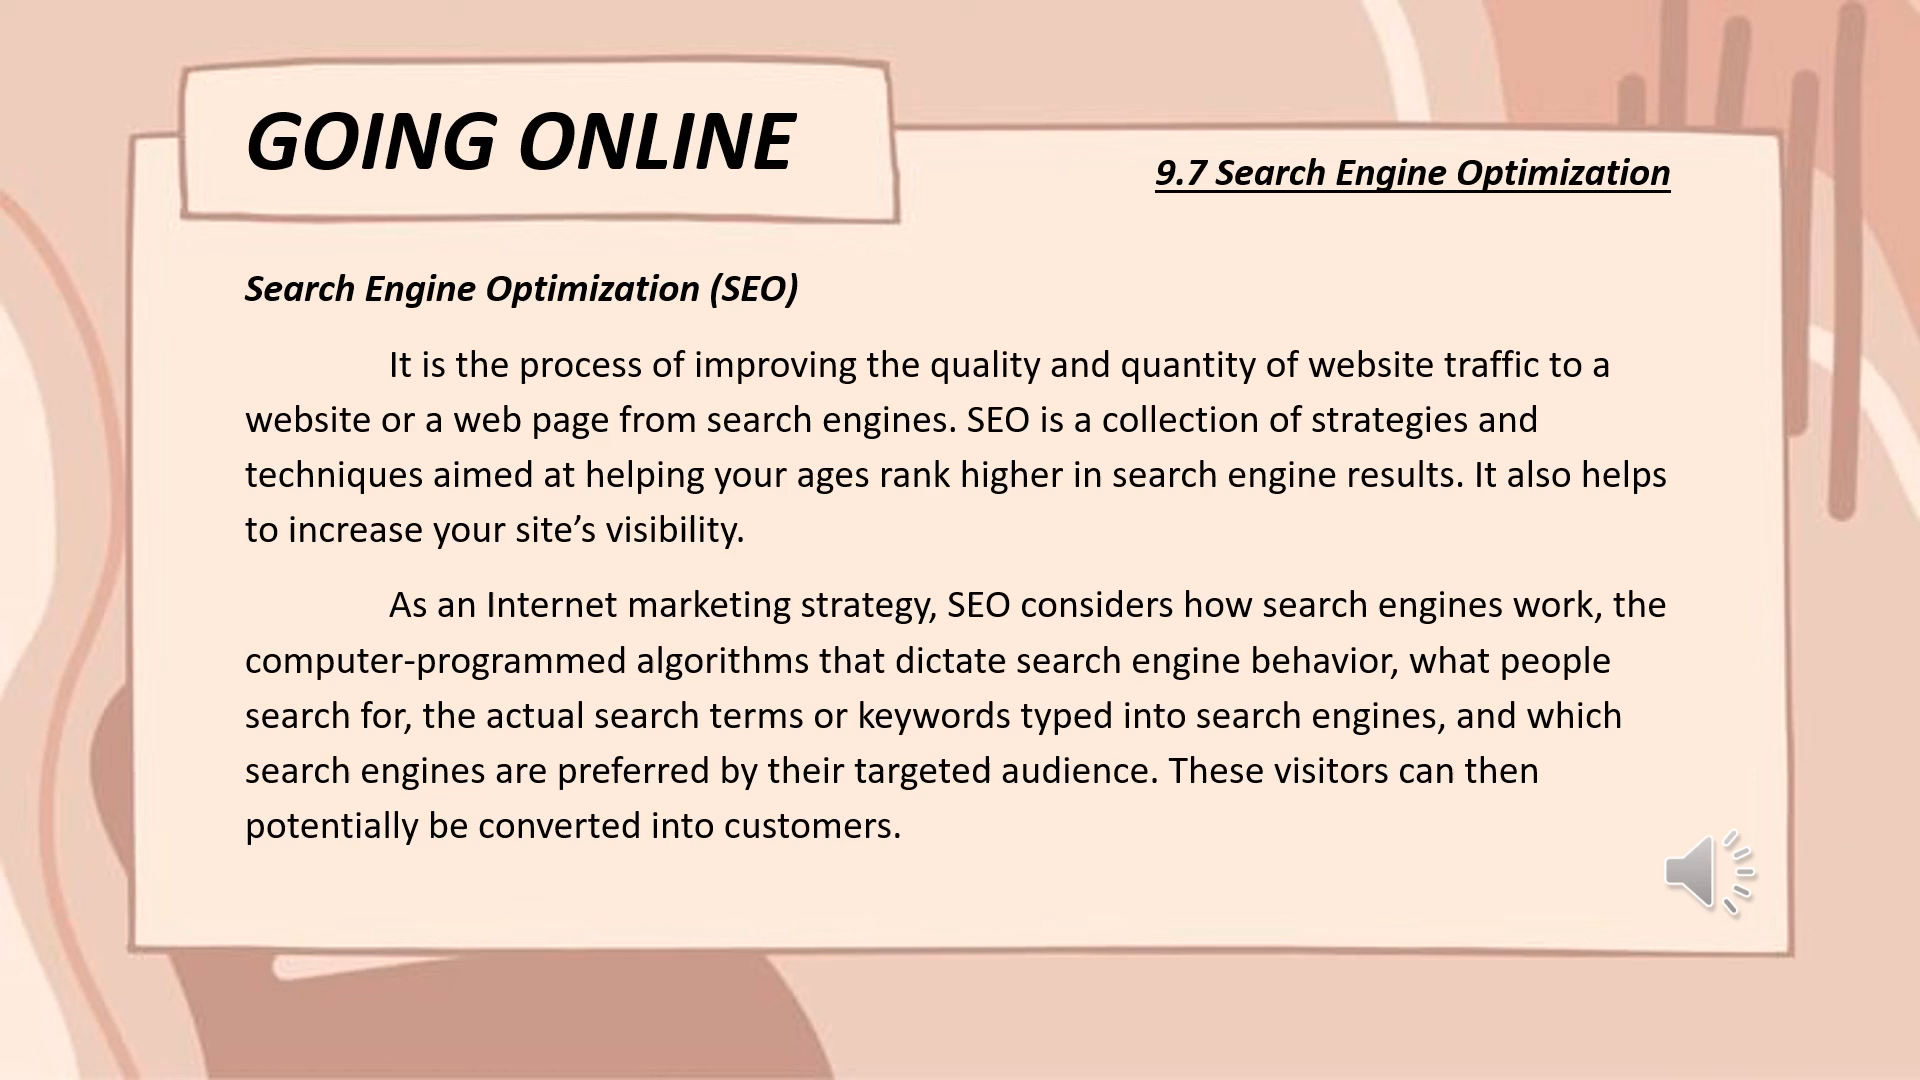 GOING ONLINE
9.7 Search Engine Optimization
Search Engine Optimization (SEO)
It is the process of improving the quality and quantity of website traffic to a
website or a web page from search engines. SEO is a collection of strategies and
techniques aimed at helping your ages rank higher in search engine results. It also helps
to increase your site’s visibility.
As an Internet marketing strategy, SEO considers how search engines work, the
computer-programmed algorithms that dictate search engine behavior, what people
search for, the actual search terms or keywords typed into search engines, and which
search engines are preferred by their targeted audience. These visitors can then
potentially be converted into customers.